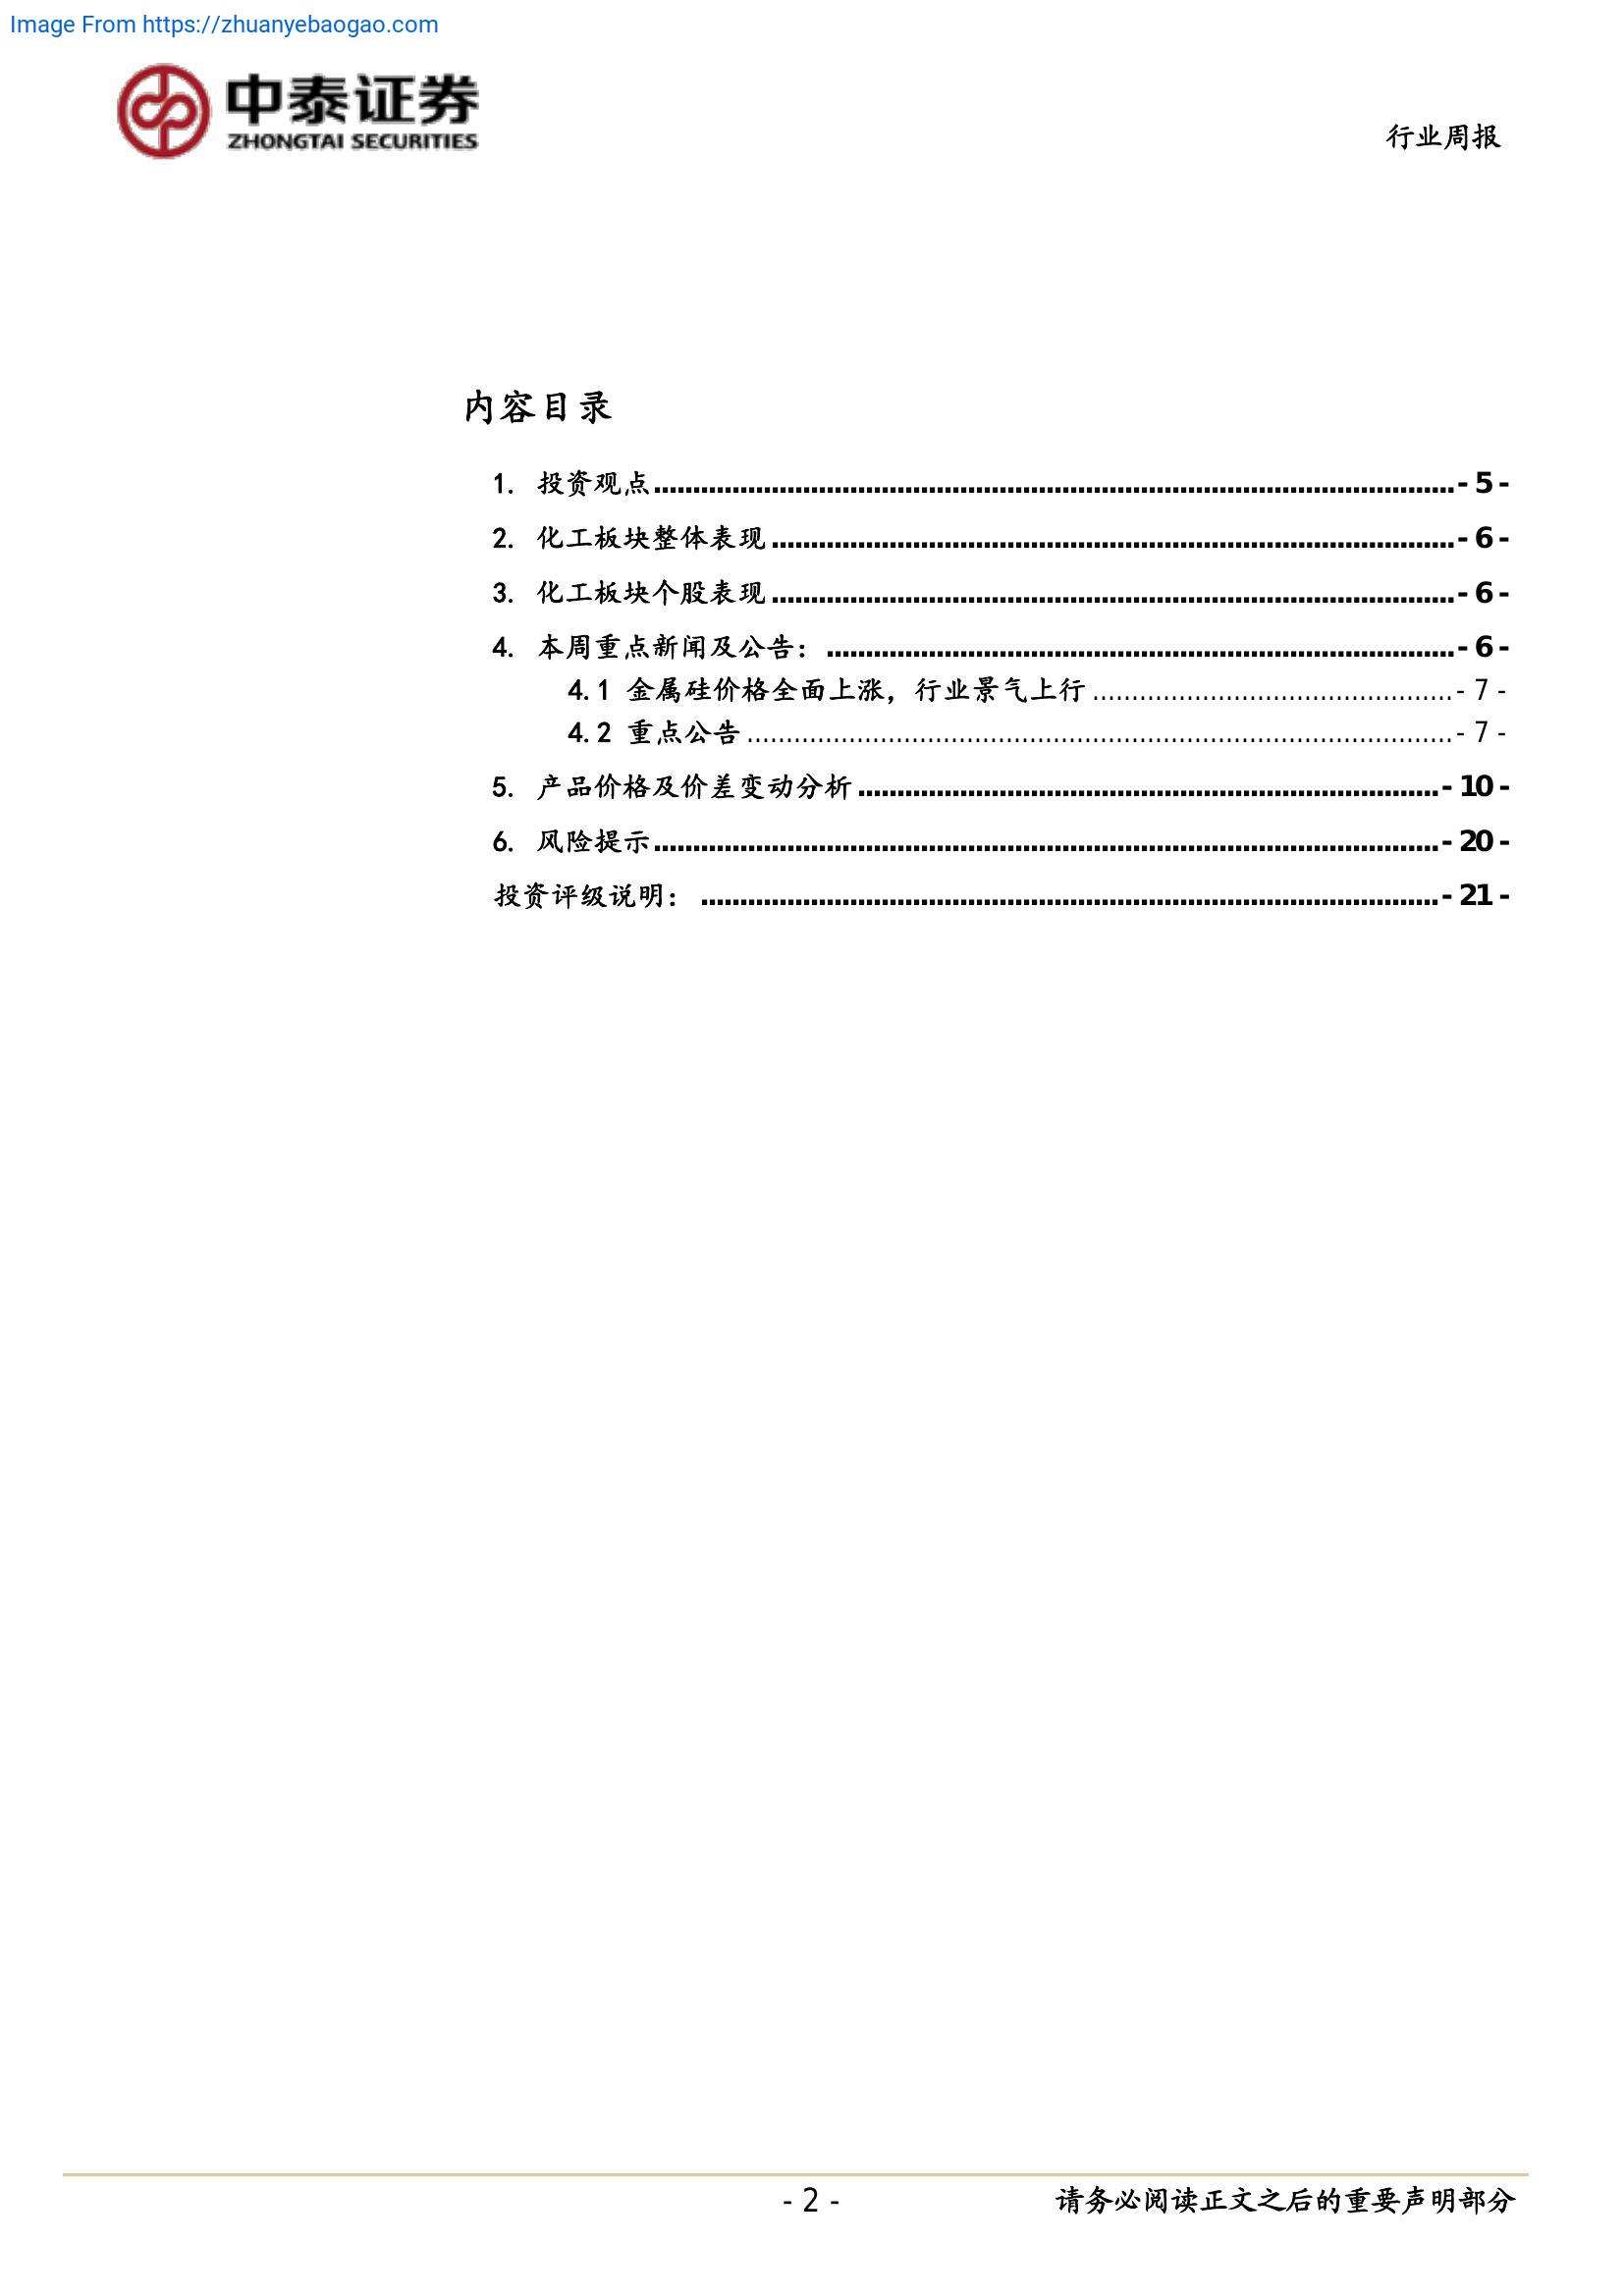 Image From https://zhuanyebaogao.com
中泰证券
ZHONGTAI SECURITIES
行业周报
内容目录
1. 投资观点 - 5 -
2. 化工板块整体表现 - 6 -
3. 化工板块个股表现 - 6 -
4. 本周重点新闻及公告： - 6 -
4.1 金属硅价格全面上涨，行业景气上行 - 7 -
4.2 重点公告 - 7 -
5. 产品价格及价差变动分析 - 10 -
6. 风险提示 - 20 -
投资评级说明： - 21 -
- 2 -
请务必阅读正文之后的重要声明部分